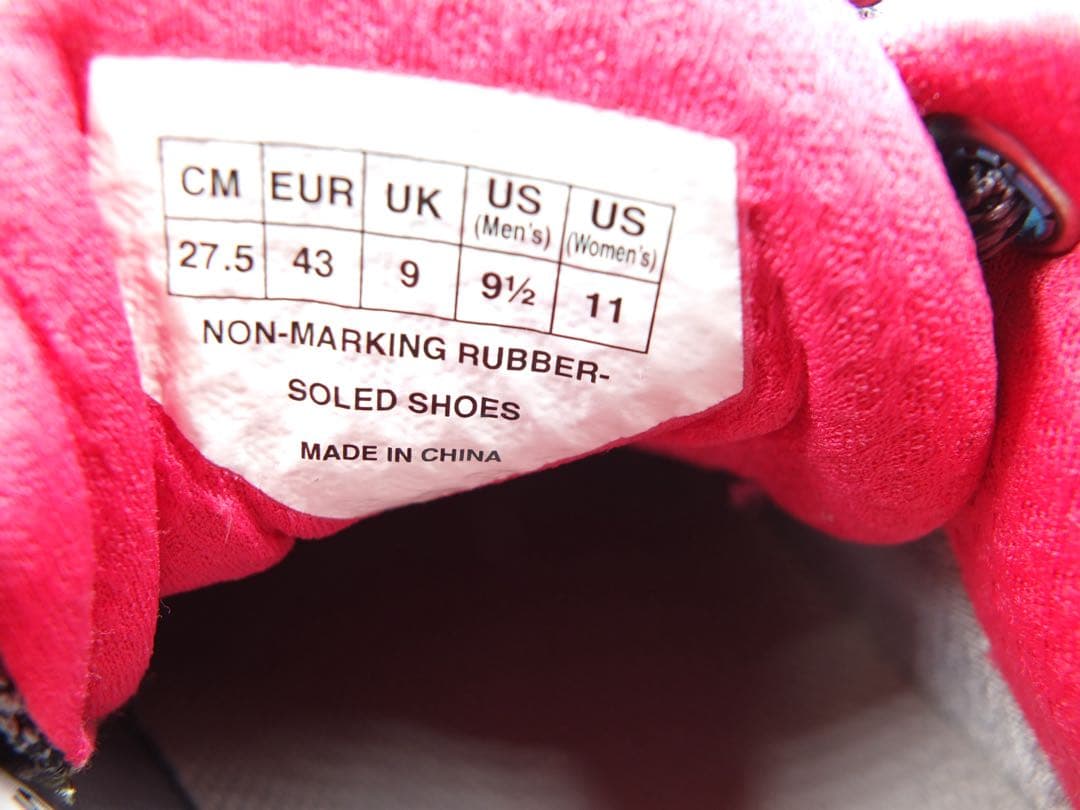 CM EUR UK US (Men's) US (Women's)
27.5 43 9 9½ 11
NON-MARKING RUBBER-
SOLED SHOES
MADE IN CHINA